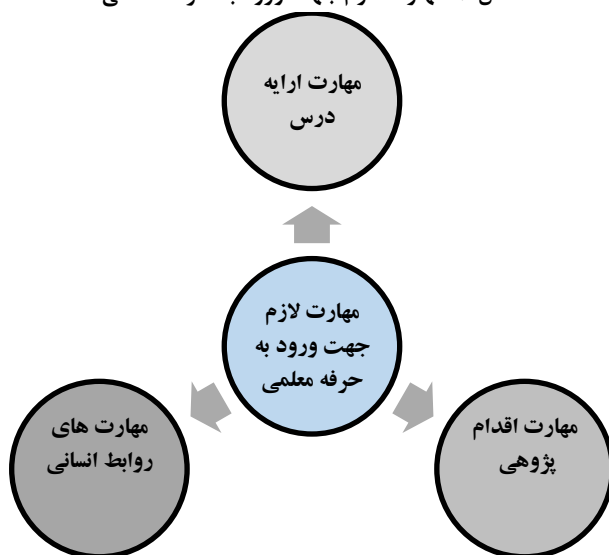 مهارت ارایه
درس
مهارت لازم
جهت ورود به
حرفه معلمی
مهارت اقدام
پژوهی
مهارت های
روابط انسانی